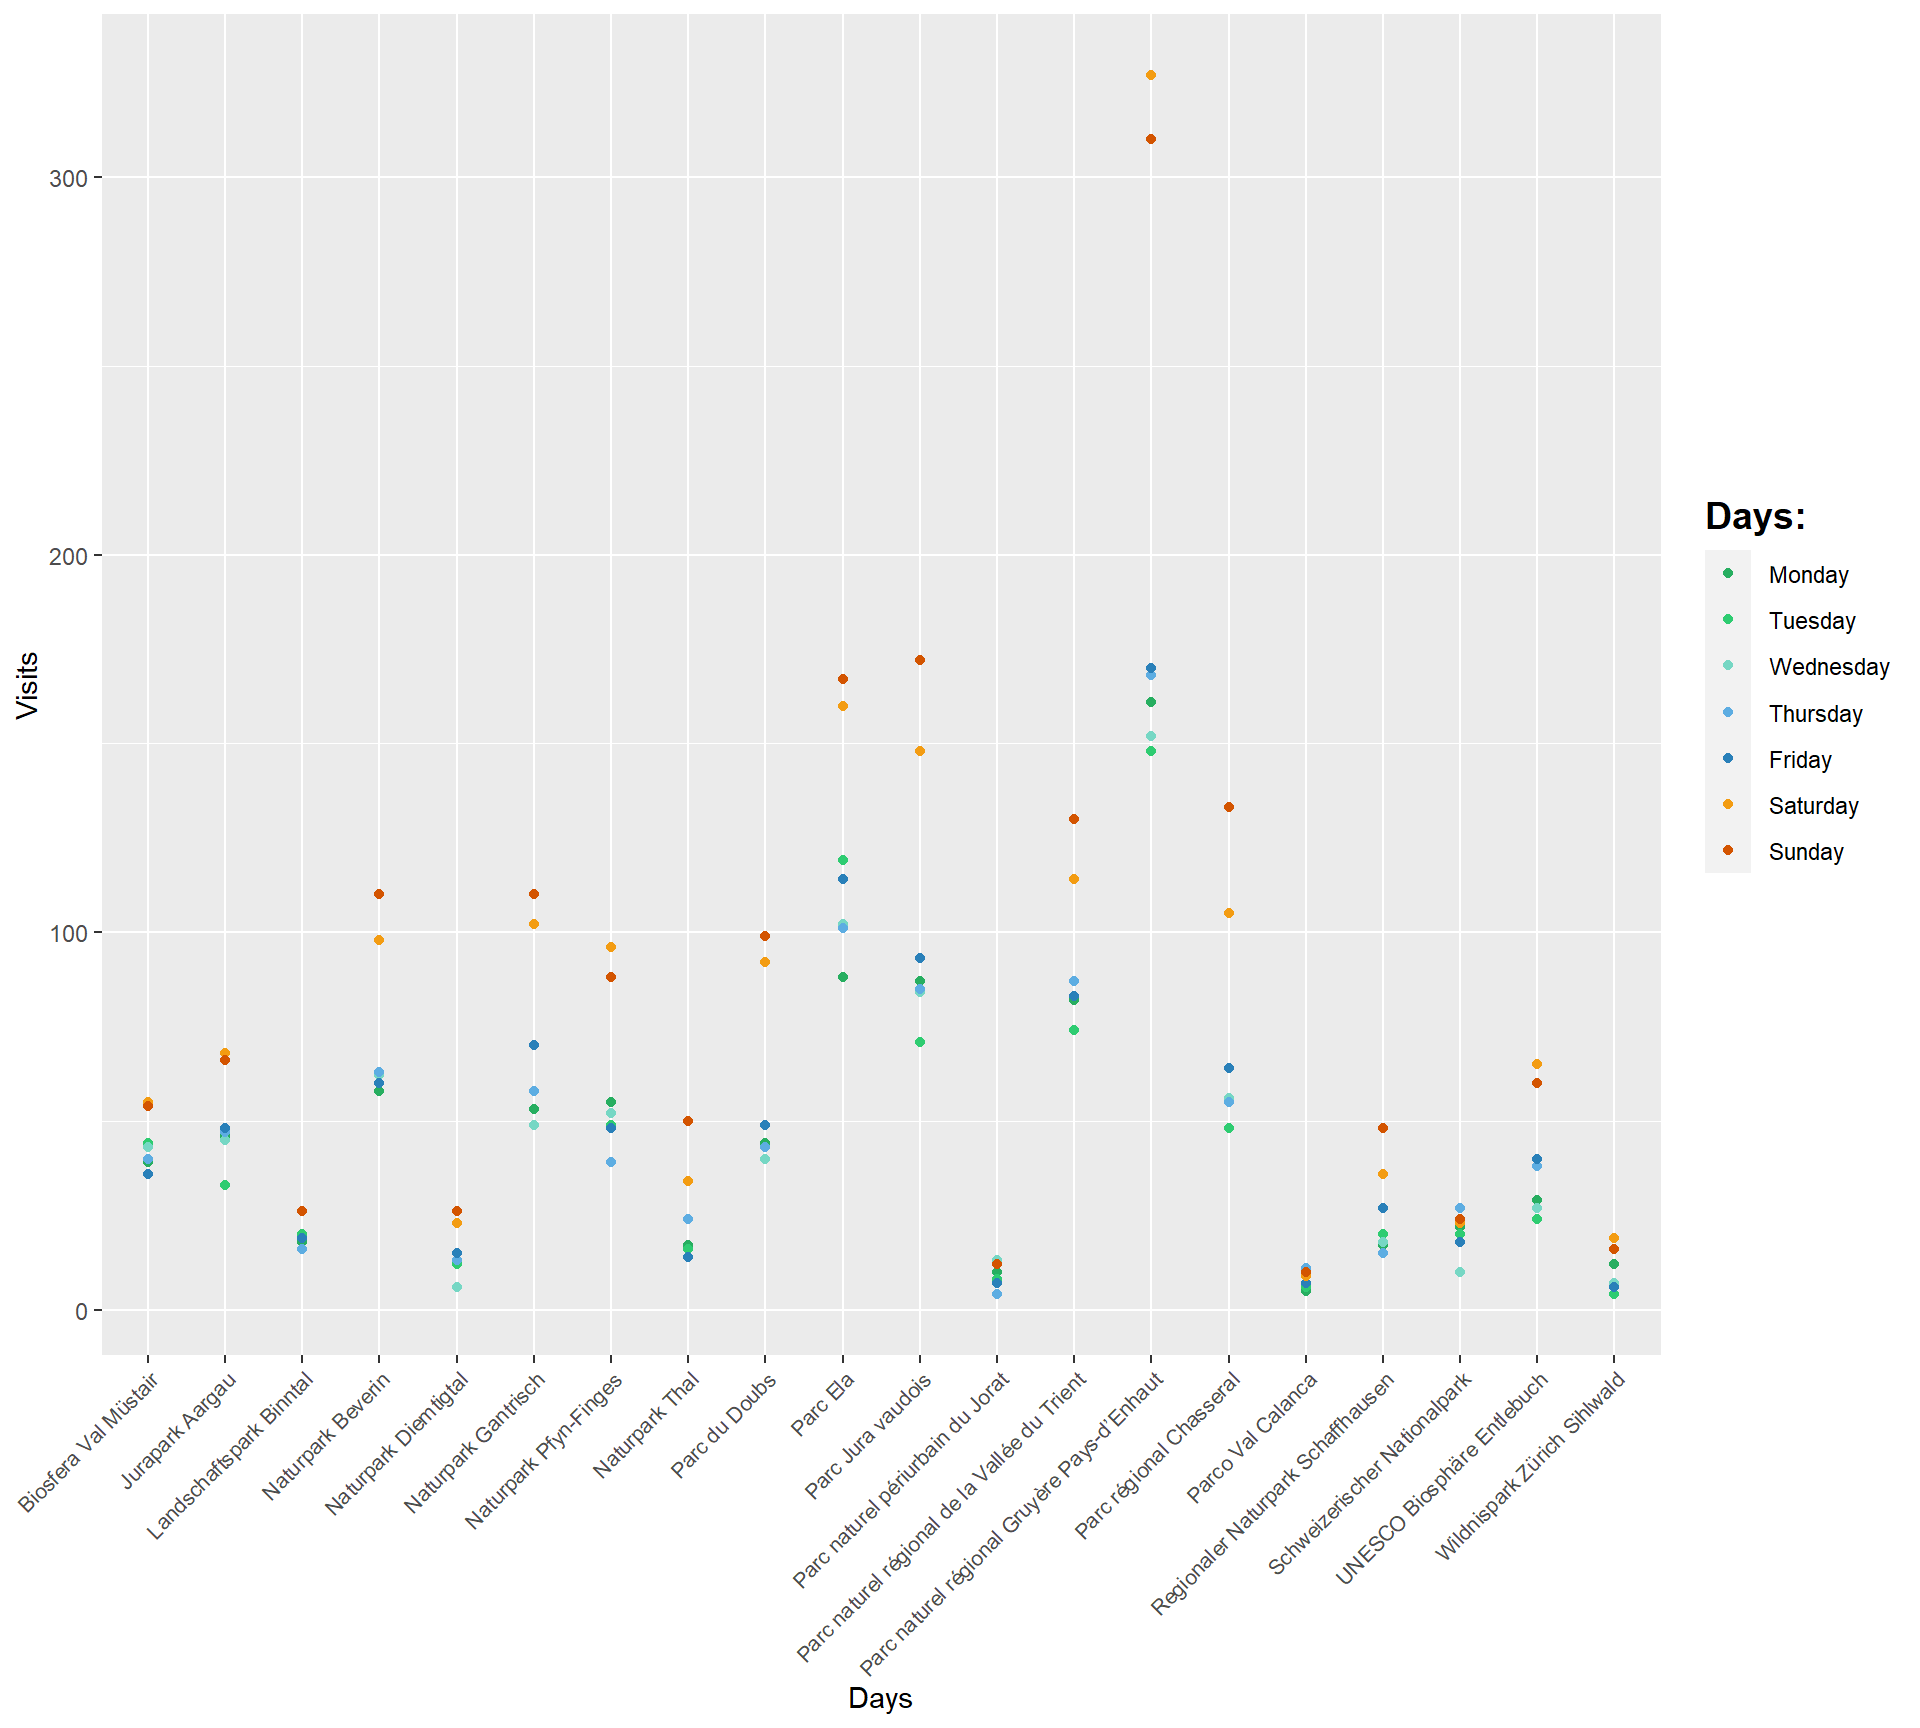 300
200
100
0
Visits
Biosfera Val Müstair
Jurapark Aargau
Landschaftspark Binntal
Naturpark Beverin
Naturpark Diemtigtal
Naturpark Gantrisch
Naturpark Pfyn-Finges
Naturpark Thal
Parc du Doubs
Parc Ela
Parc Jura vaudois
Parc naturel périurbain du Jorat
Parc naturel régional de la Vallée du Trient
Parc naturel régional Gruyère Pays-d’Enhaut
Parc régional Chasseral
Parco Val Calanca
Regionaler Naturpark Schaffhausen
Schweizerischer Nationalpark
UNESCO Biosphäre Entlebuch
Wildnispark Zürich Sihlwald
Days
Days:
Monday
Tuesday
Wednesday
Thursday
Friday
Saturday
Sunday